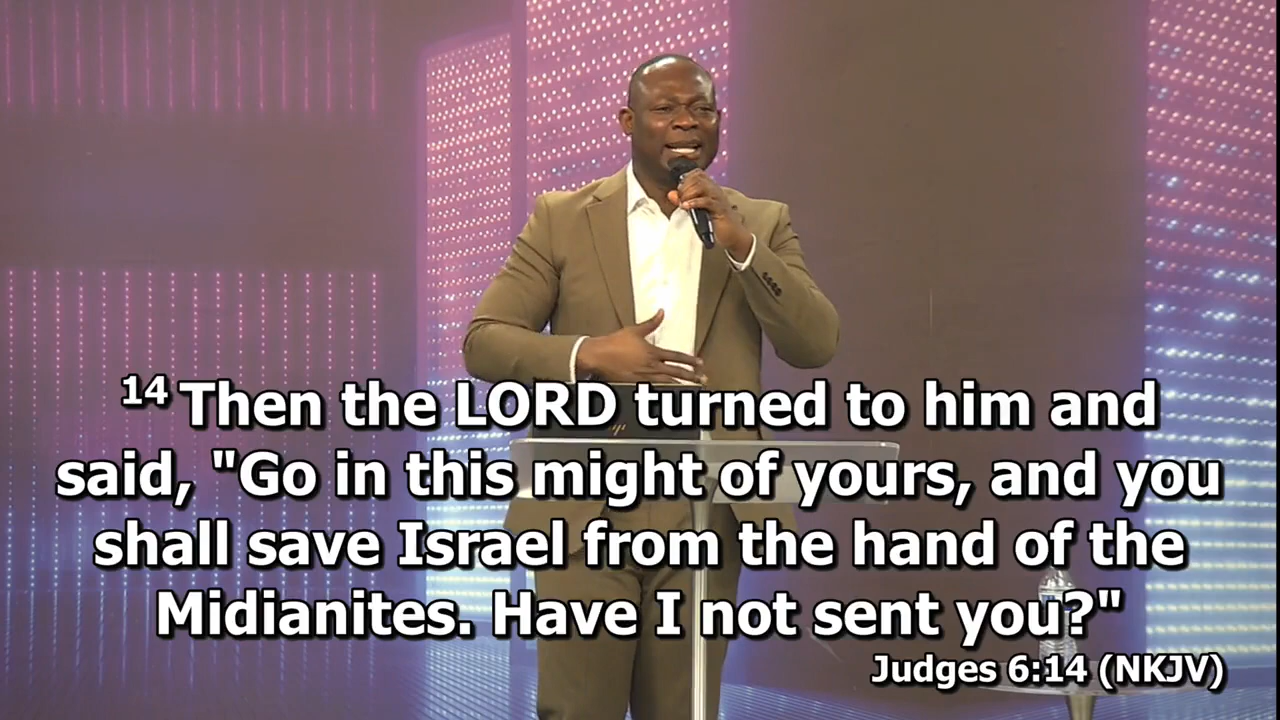 14 Then the LORD turned to him and
said, "Go in this might of yours, and you
shall save Israel from the hand of the
Midianites. Have I not sent you?"
Judges 6:14 (NKJV)